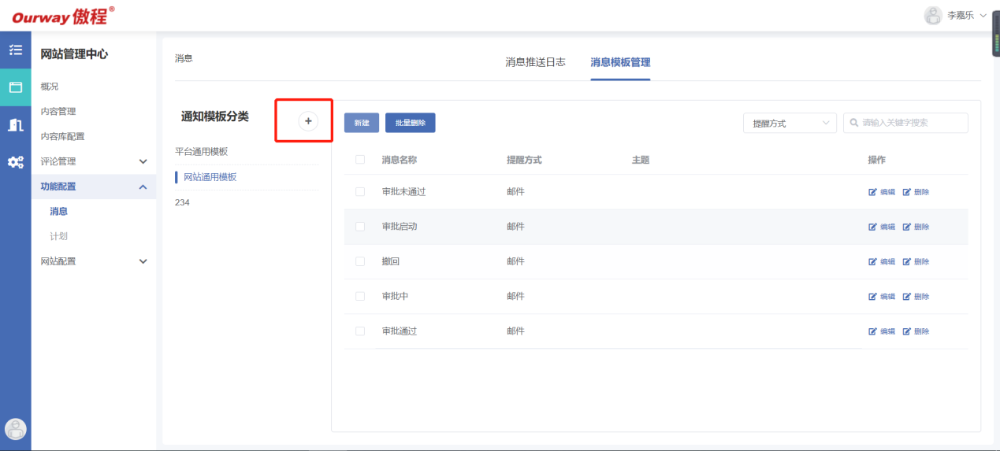 Ourway 傲程®
李嘉乐
网站管理中心
概况
内容管理
内容库配置
评论管理
功能配置
消息
计划
网站配置
消息
消息推送日志
消息模板管理
通知模板分类
平台通用模板
网站通用模板
234
新建
批量删除
提醒方式
请输入关键字搜索
消息名称 提醒方式 主题 操作
审批未通过 邮件 编辑 删除
审批启动 邮件 编辑 删除
撤回 邮件 编辑 删除
审批中 邮件 编辑 删除
审批通过 邮件 编辑 删除